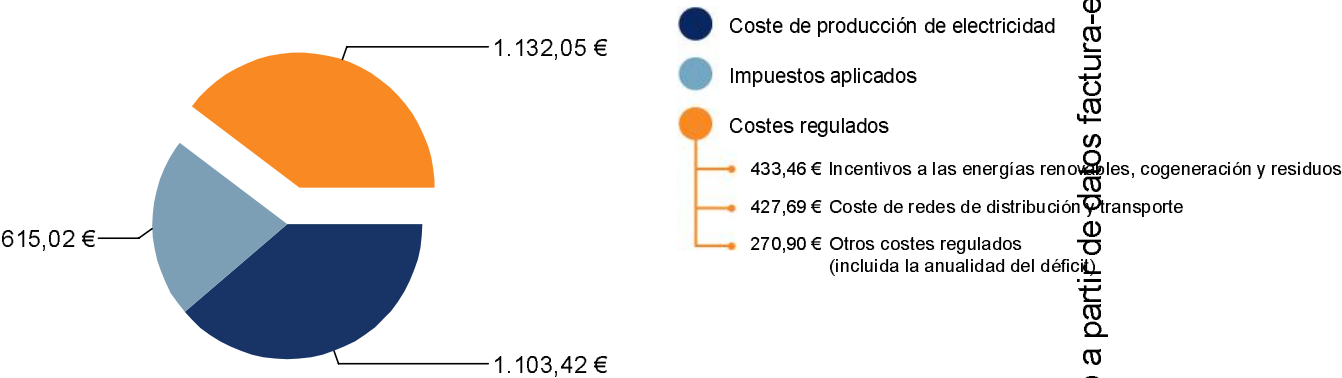 1.132,05 €
615,02 €
1.103,42 €
Coste de producción de electricidad
Impuestos aplicados
Costes regulados
433,46 € Incentivos a las energías renovables, cogeneración y residuos
427,69 € Coste de redes de distribución y transporte
270,90 € Otros costes regulados
(incluida la anualidad del déficit)
a partir de datos factura-e